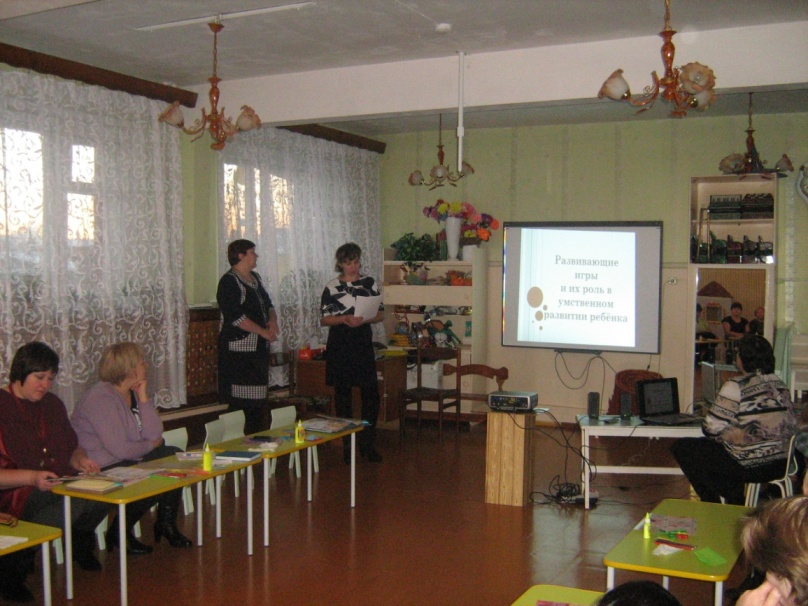 Развивающие
игры
и их роль в
умственном
развитии ребёнка